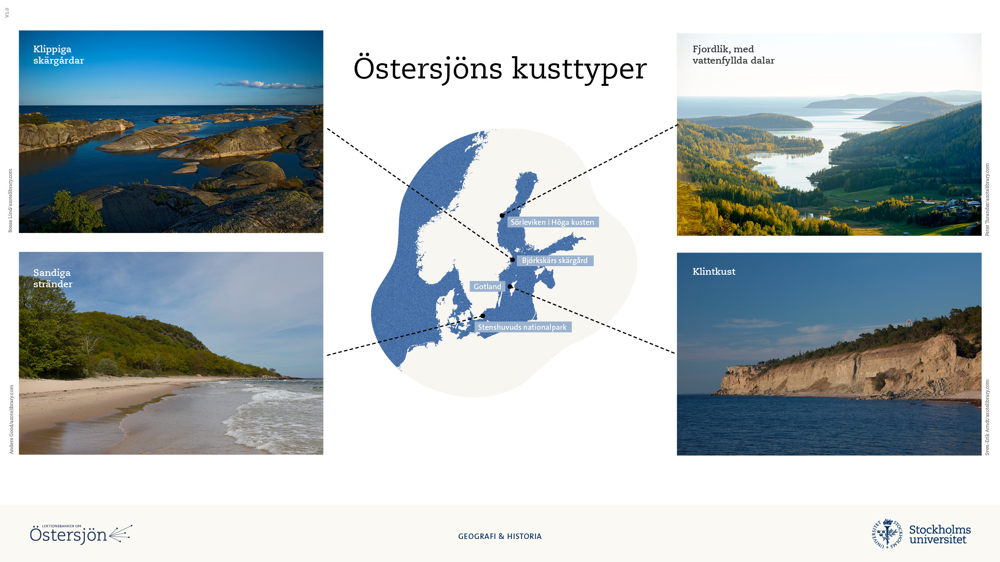 V1.0
Klippiga
skärgårdar
Östersjöns kusttyper
Fjordlik, med
vattenfyllda dalar
Bosse Lind/azotelibrary.com
Peter Turander/azotelibrary.com
Sörleviken i Höga kusten
Björkskärs skärgård
Gotland
Stenshuvuds nationalpark
Sandiga
stränder
Klintkust
Anders Good/azotelibrary.com
Sven-Erik Arndt/azotelibrary.com
LEKTIONSBANKEN OM
Östersjön
GEOGRAFI & HISTORIA
STOCKHOLMS UNIVERSITET
Stockholms
universitet